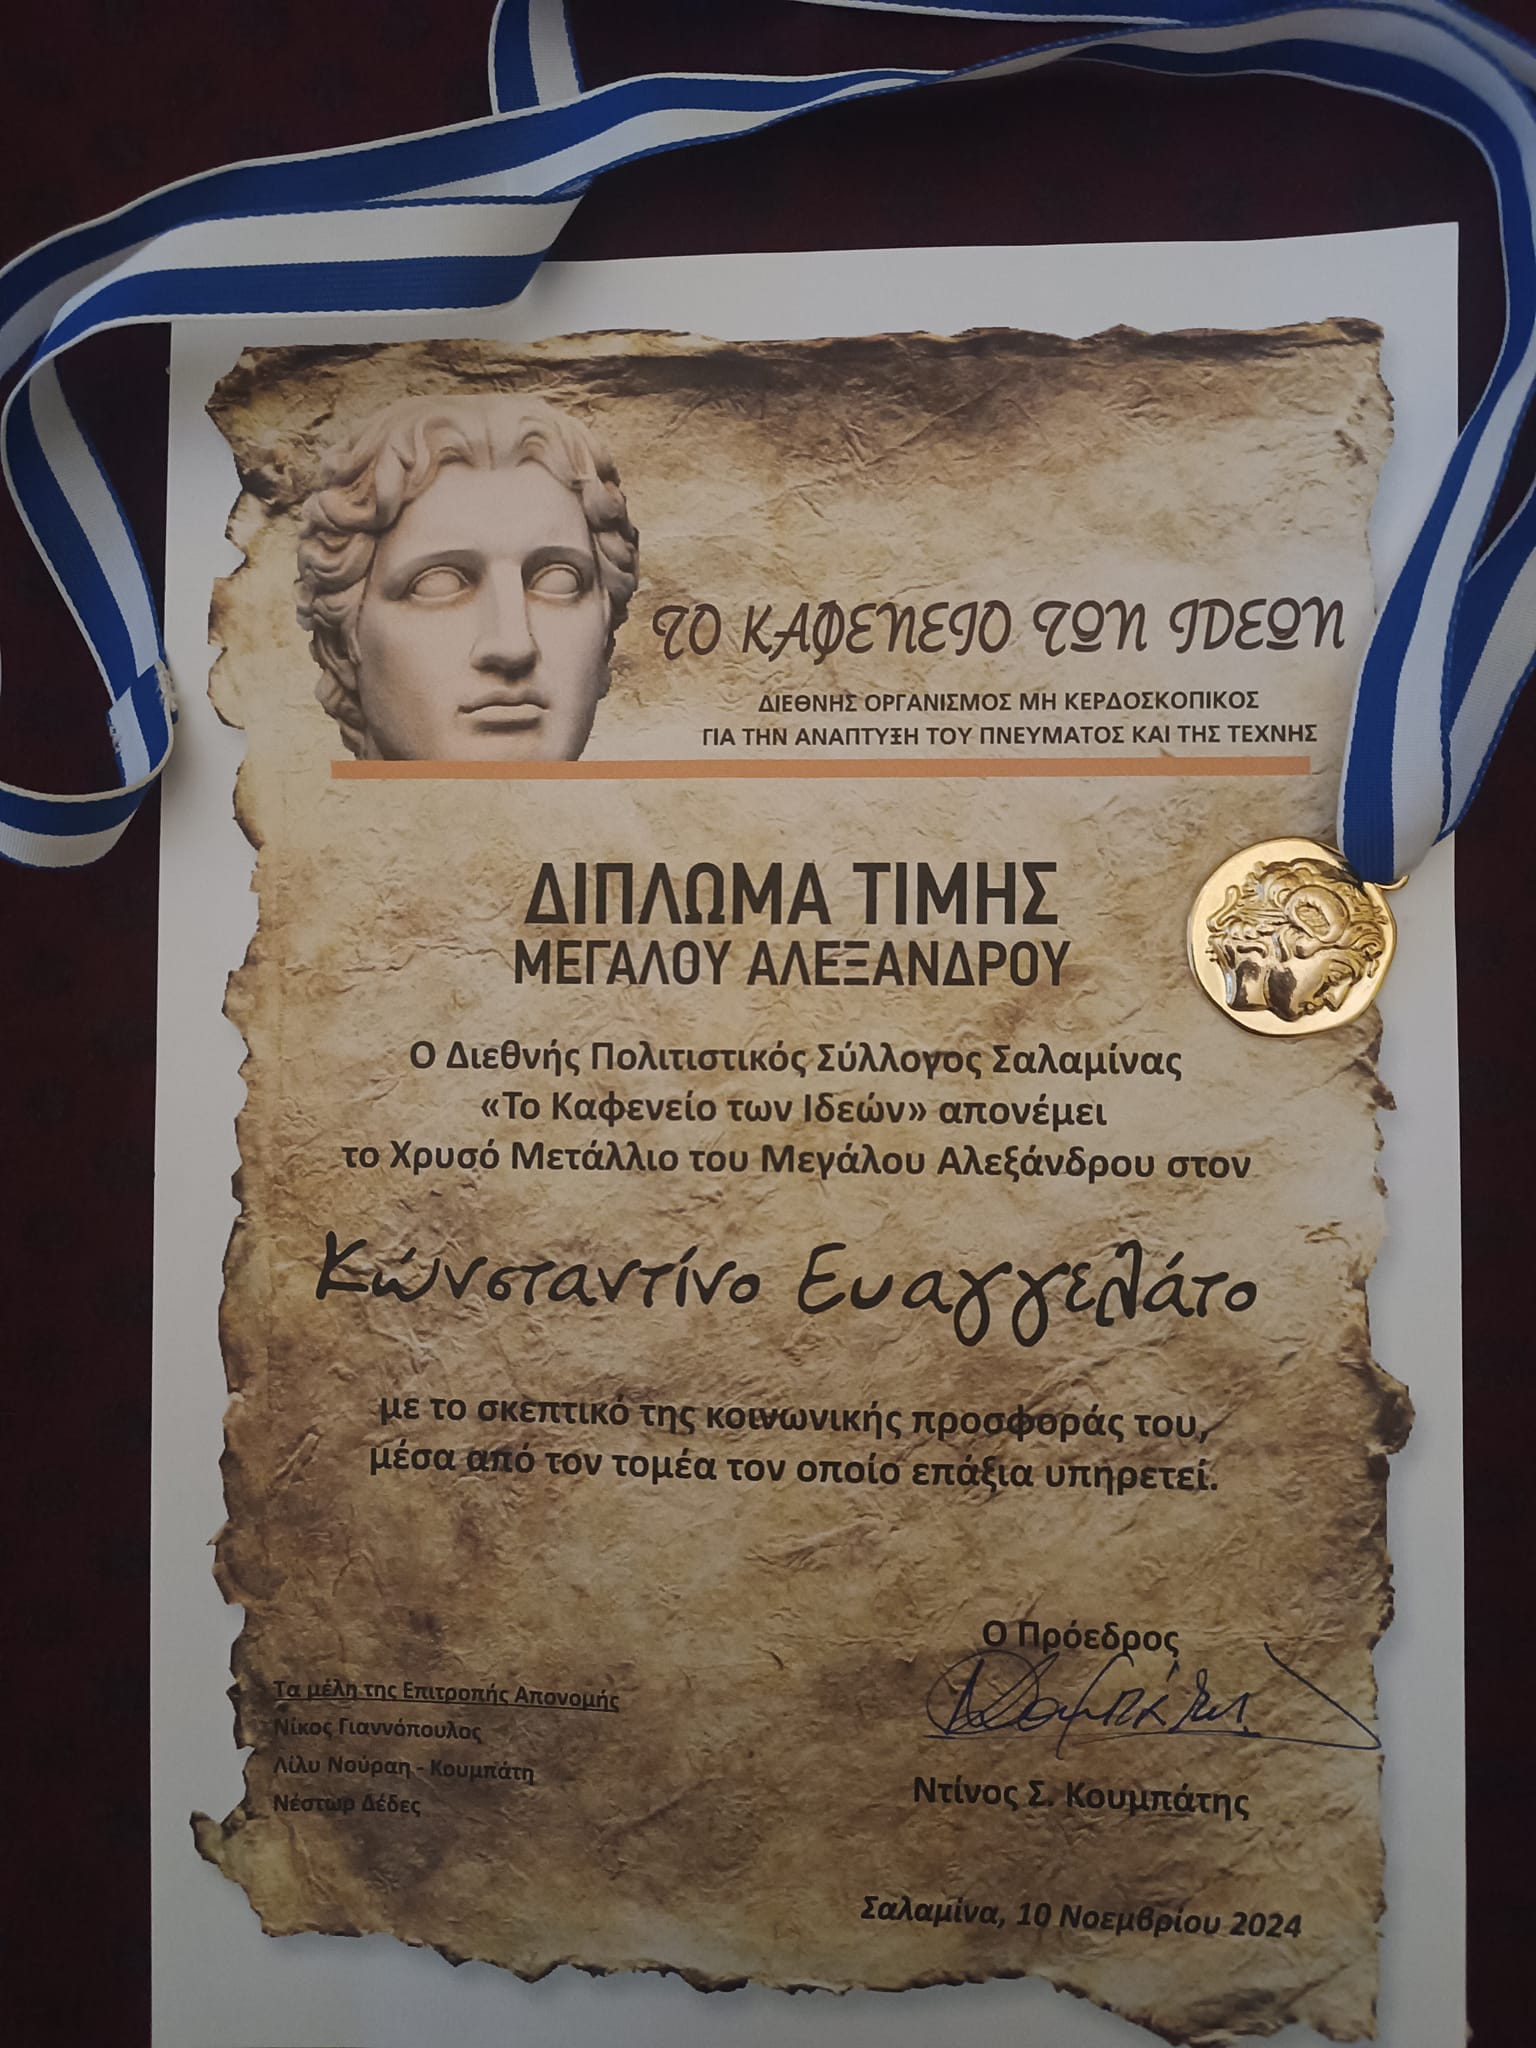 ΤΟ ΚΑΦΕΝΕΙΟ ΤΩΝ ΙΔΕΩΝ
ΔΙΕΘΝΗΣ ΟΡΓΑΝΙΣΜΟΣ ΜΗ ΚΕΡΔΟΣΚΟΠΙΚΟΣ
ΓΙΑ ΤΗΝ ΑΝΑΠΤΥΞΗ ΤΟΥ ΠΝΕΥΜΑΤΟΣ ΚΑΙ ΤΗΣ ΤΕΧΝΗΣ
ΔΙΠΛΩΜΑ ΤΙΜΗΣ
ΜΕΓΑΛΟΥ ΑΛΕΞΑΝΔΡΟΥ
Ο Διεθνής Πολιτιστικός Σύλλογος Σαλαμίνας
«Το Καφενείο των Ιδεών» απονέμει
το Χρυσό Μετάλλιο του Μεγάλου Αλεξάνδρου στον
Κώνσταντίνο Ευαγγελάτο
με το σκεπτικό της κοινωνικής προσφοράς του,
μέσα από τον τομέα τον οποίο επάξια υπηρετεί.
Ο Πρόεδρος
Ντίνος Σ. Κουμπάτης
Τα μέλη της Επιτροπής Απονομής
Νίκος Γιαννόπουλος
Λίλυ Νούραη - Κουμπάτη
Νέστωρ Δέδες
Σαλαμίνα, 10 Νοεμβρίου 2024